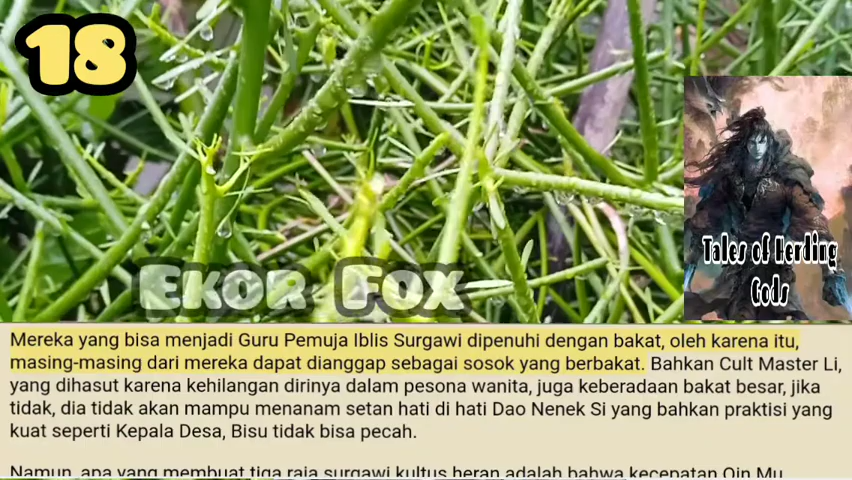 18
Tales of Herding
Gods
Ekor Fox
Mereka yang bisa menjadi Guru Pemuja Iblis Surgawi dipenuhi dengan bakat, oleh karena itu,
masing-masing dari mereka dapat dianggap sebagai sosok yang berbakat. Bahkan Cult Master Li,
yang dihasut karena kehilangan dirinya dalam pesona wanita, juga keberadaan bakat besar, jika
tidak, dia tidak akan mampu menanam setan hati di hati Dao Nenek Si yang bahkan praktisi yang
kuat seperti Kepala Desa, Bisu tidak bisa pecah.
Namun, apa yang membuat tiga raja surgawi kultus heran adalah bahwa kecepatan Qin Mu